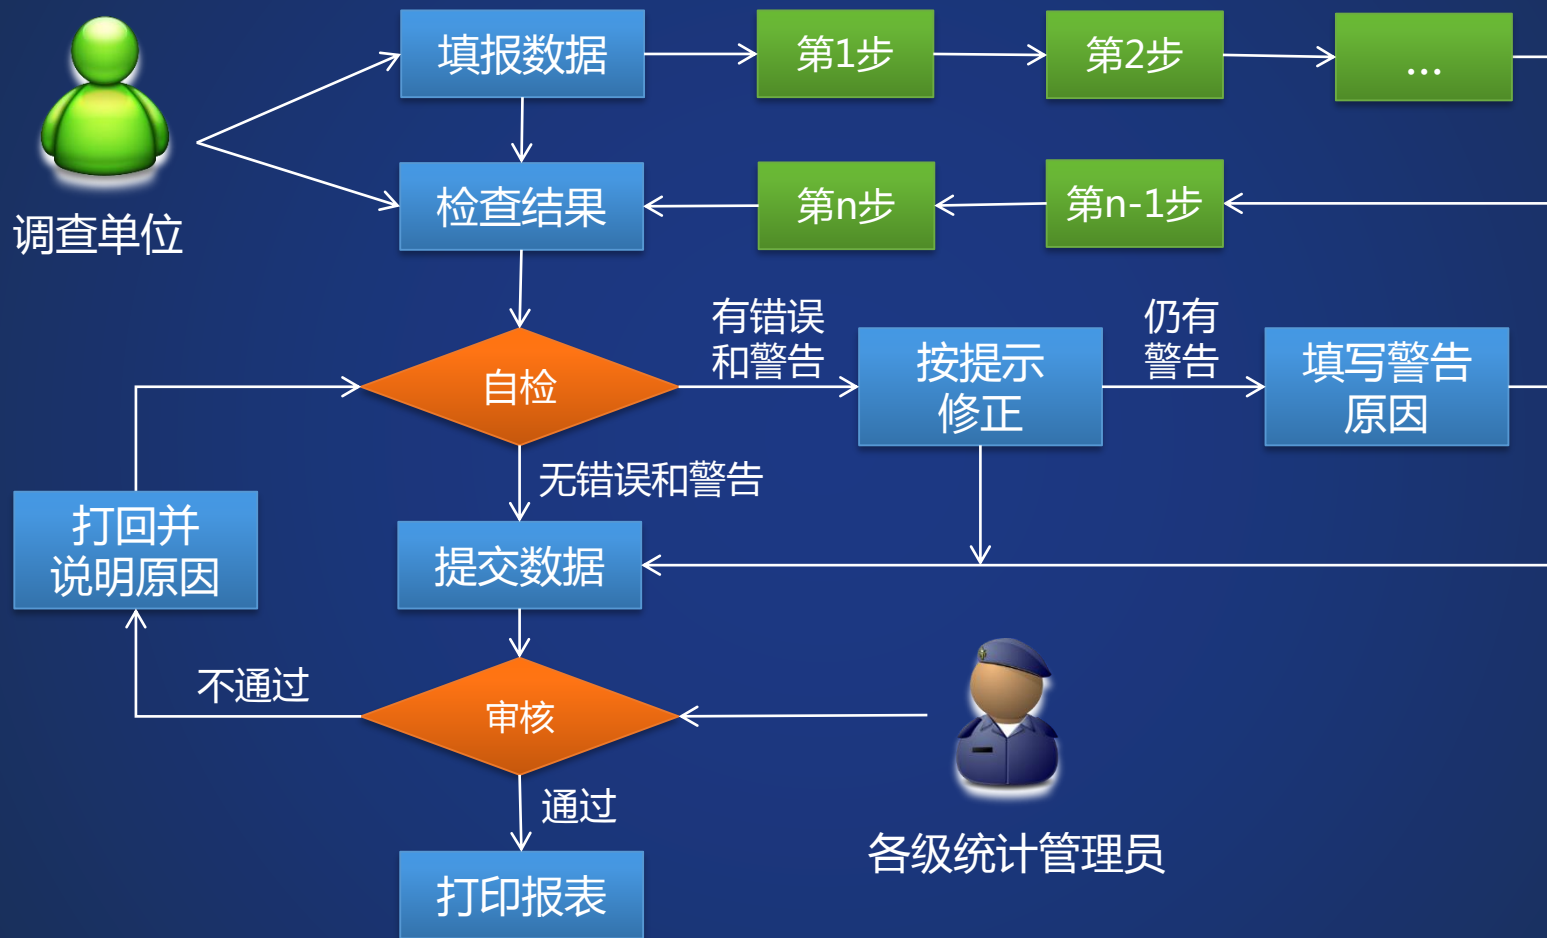 填报数据
第1步
第2步
...
调查单位
检查结果
第n步
第n-1步
自检
有错误
和警告
按提示
修正
仍有
警告
填写警告
原因
无错误和警告
打回并
说明原因
提交数据
不通过
审核
通过
各级统计管理员
打印报表